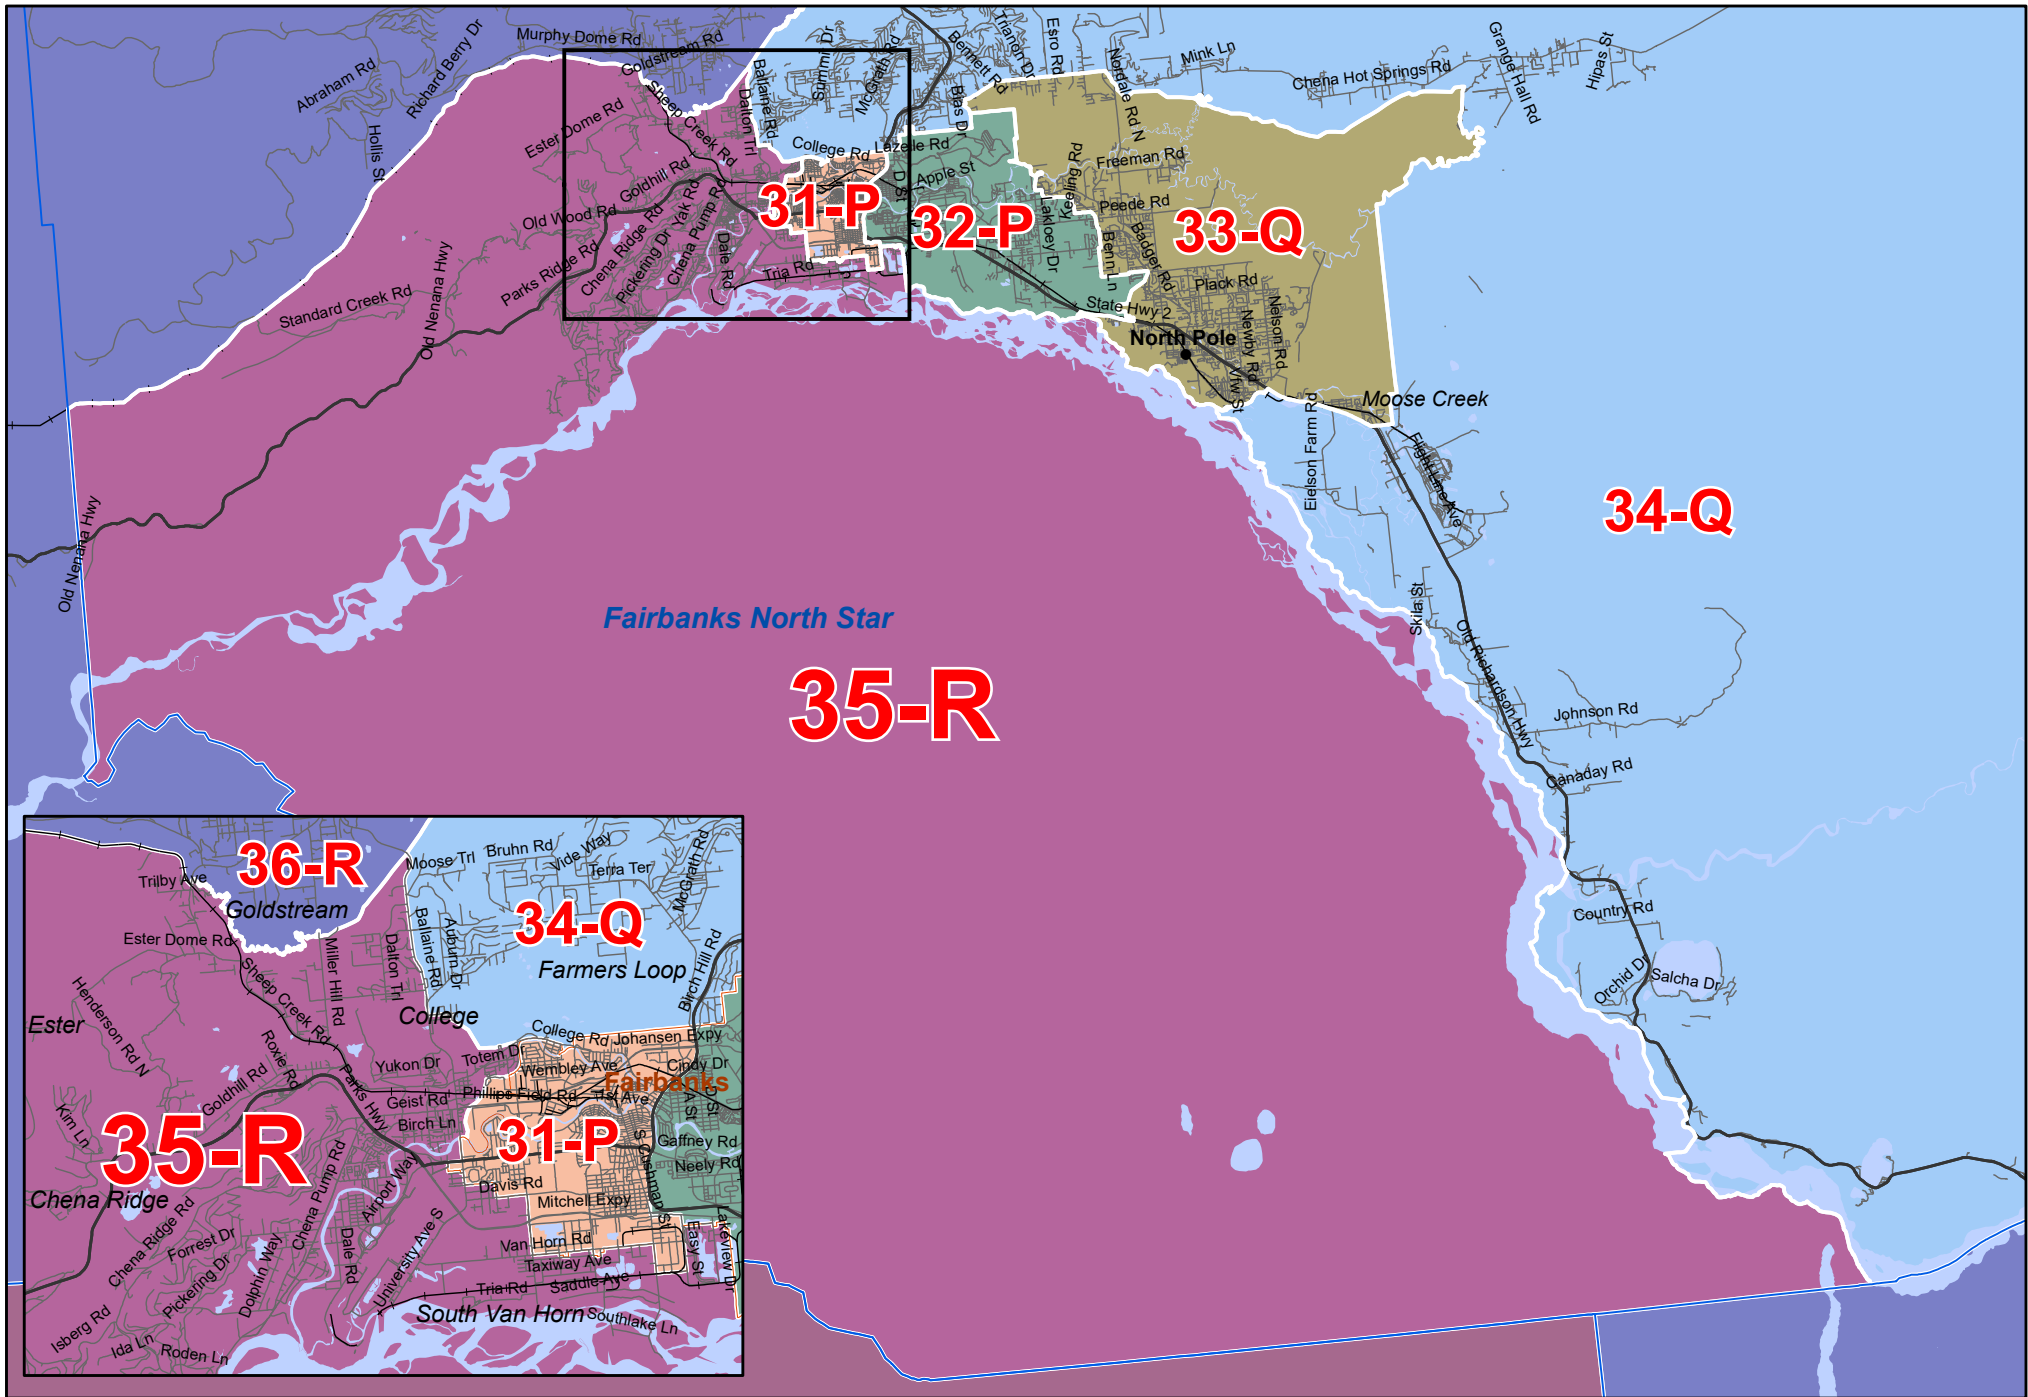 Murphy Dome Rd
Goldstream Rd
Abraham Rd
Richard Berry Dr
Hollis St
Ester Dome Rd
Sheep Creek Rd
Ballaine Rd
Dalton Trl
Summit Dr
McGrath Rd
Bennett Rd
Trianon Dr
Esro Rd
Bias Dr
Nordale Rd N
Mink Ln
Chena Hot Springs Rd
Grange Hall Rd
Hipas St
College Rd
Lazelle Rd
Apple St
D St
Freeman Rd
Keeling Rd
Peede Rd
Lakloey Dr
Benn Ln
Badger Rd
Plack Rd
Nelson Rd
Newby Rd
Vfw St
State Hwy 2
North Pole
31-P
32-P
33-Q
Goldhill Rd
Old Wood Rd
Yak Rd
Chena Ridge Rd
Pickering Dr
Chena Pump Rd
Dale Rd
Tria Rd
Parks Ridge Rd
Old Nenana Hwy
Standard Creek Rd
Old Nenana Hwy
Moose Creek
Eielson Farm Rd
Flight Line Ave
34-Q
Skila St
Old Richardson Hwy
Johnson Rd
Canaday Rd
Country Rd
Orchid Dr
Salcha Dr
Fairbanks North Star
35-R
36-R
Goldstream
Trilby Ave
Ester Dome Rd
Moose Trl
Bruhn Rd
Vide Way
Terra Ter
McGrath Rd
34-Q
Farmers Loop
Ballaine Rd
Auburn Dr
Birch Hill Rd
Miller Hill Rd
Dalton Trl
Sheep Creek Rd
Henderson Rd N
Ester
College
College Rd
Johansen Expy
Roxie Rd
Yukon Dr
Totem Dr
Wembley Ave
Cindy Dr
Fairbanks
Goldhill Rd
Parks Hwy
Geist Rd
Phillips Field Rd
1st Ave
A St
D St
Kim Ln
Birch Ln
35-R
31-P
Gaffney Rd
Neely Rd
S Cushman St
Davis Rd
Mitchell Expy
Chena Ridge
Chena Ridge Rd
Chena Pump Rd
Airport Way
University Ave S
Forrest Dr
Pickering Dr
Dolphin Way
Dale Rd
Van Horn Rd
Taxiway Ave
Easy St
Lakeview Dr
Tria Rd
Saddle Ave
South Van Horn
Southlake Ln
Isberg Rd
Ida Ln
Roden Ln